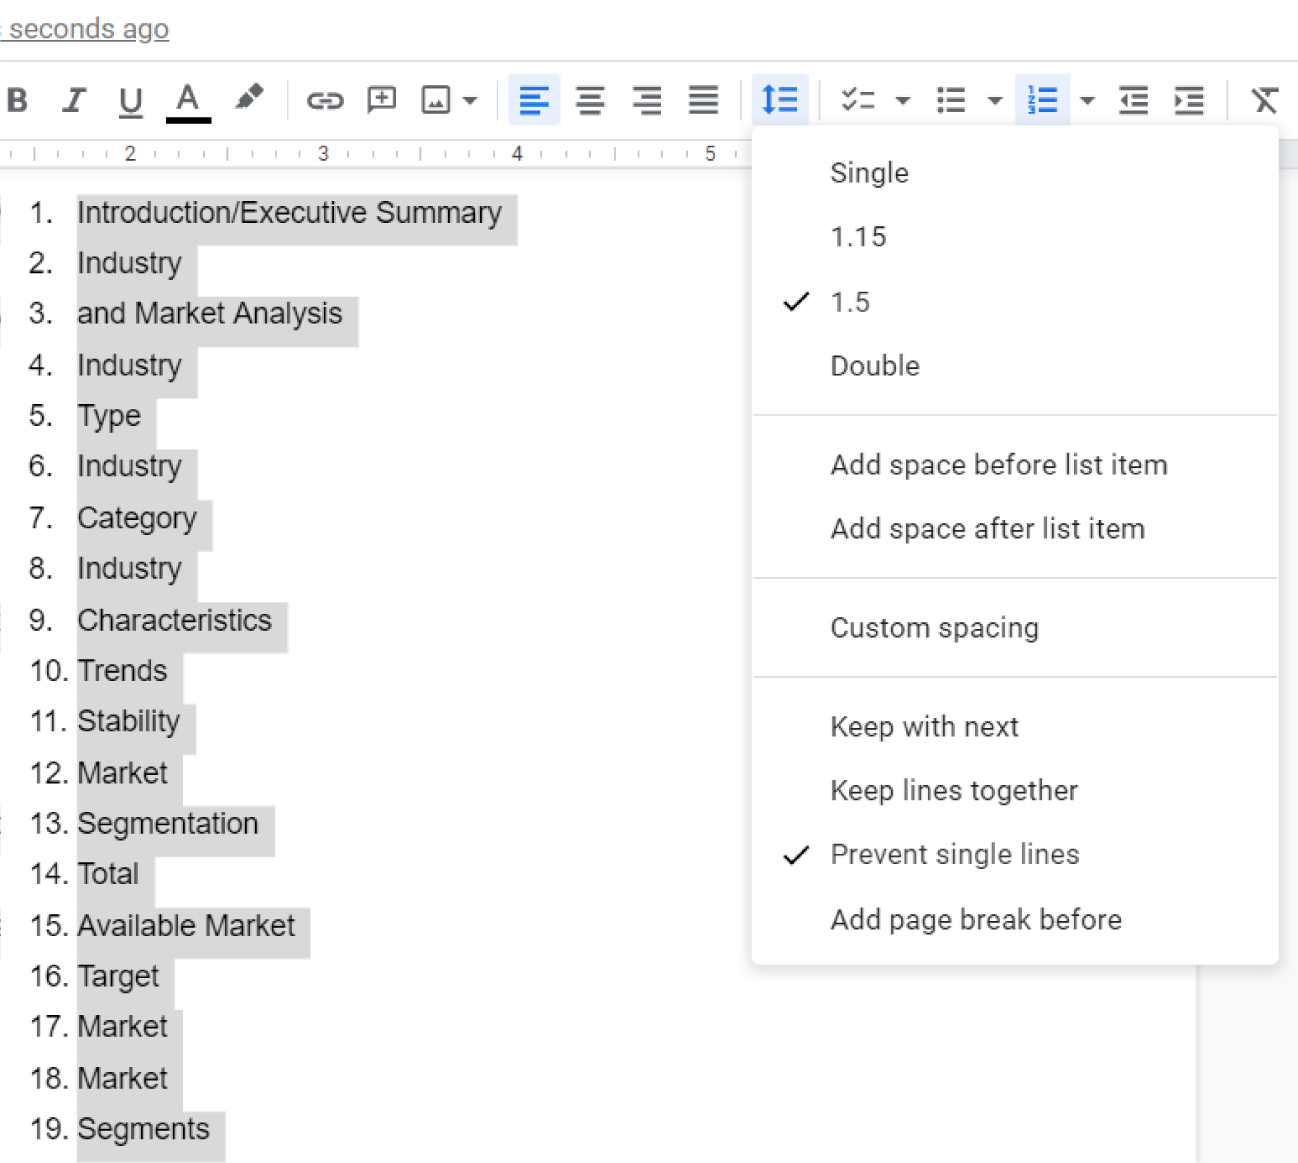 seconds ago
B I U A
2 3 4 5
1. Introduction/Executive Summary
2. Industry
3. and Market Analysis
4. Industry
5. Type
6. Industry
7. Category
8. Industry
9. Characteristics
10. Trends
11. Stability
12. Market
13. Segmentation
14. Total
15. Available Market
16. Target
17. Market
18. Market
19. Segments
Single
1.15
1.5
Double
Add space before list item
Add space after list item
Custom spacing
Keep with next
Keep lines together
Prevent single lines
Add page break before